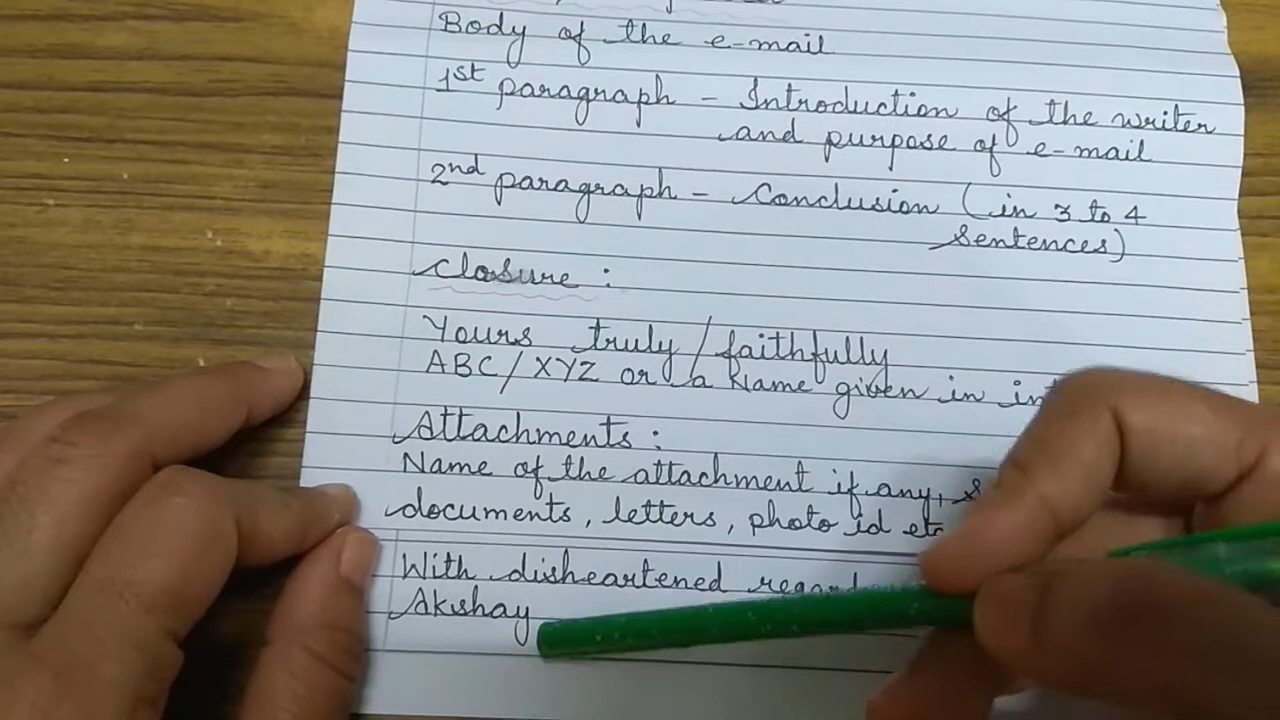 Body of the e-mail
1st paragraph - Introduction of the writer
and purpose of e-mail
2nd paragraph - Conclusion (in 3 to 4
sentences)
Closure :
Yours truly/faithfully
ABC/XYZ or a Name given in
Attachments :
Name of the attachment if any,
documents, letters, photo id etc
With disheartened regards
Akshay